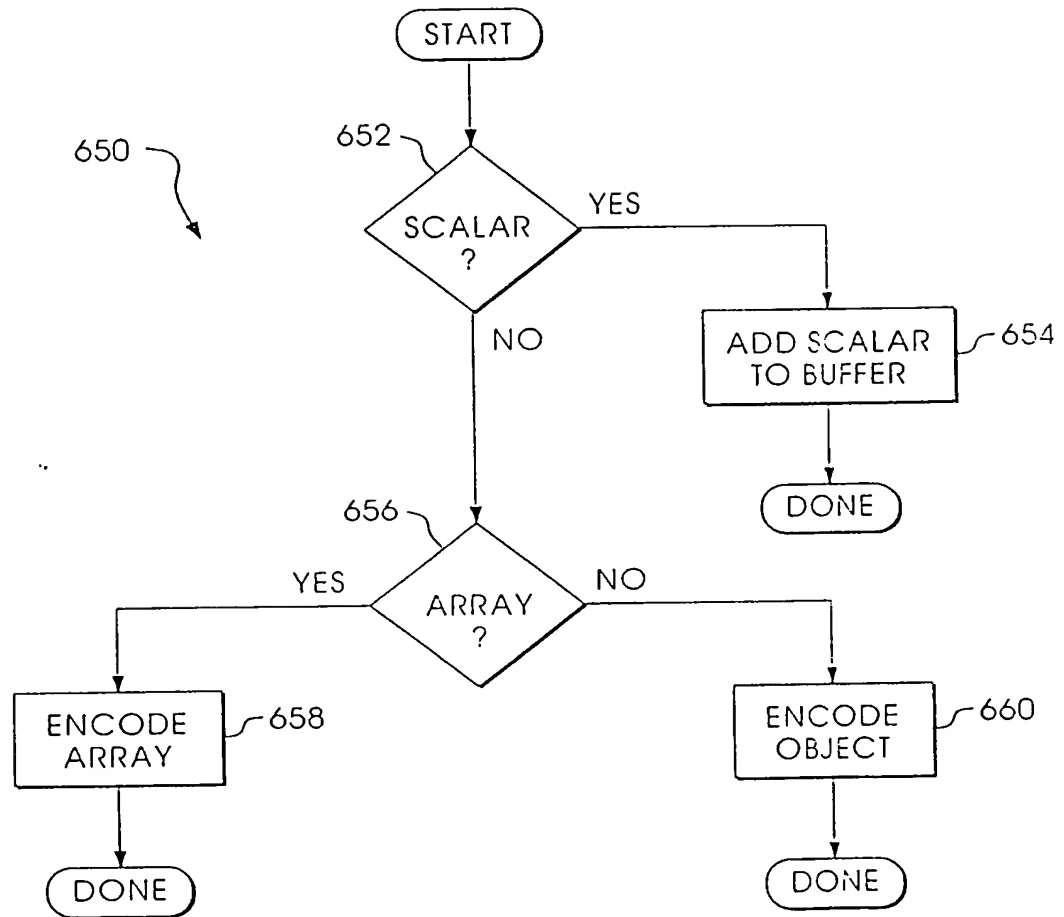 START
650
652
SCALAR
?
YES
NO
ADD SCALAR
TO BUFFER
654
DONE
656
YES
NO
ARRAY
?
ENCODE
ARRAY
658
ENCODE
OBJECT
660
DONE
DONE